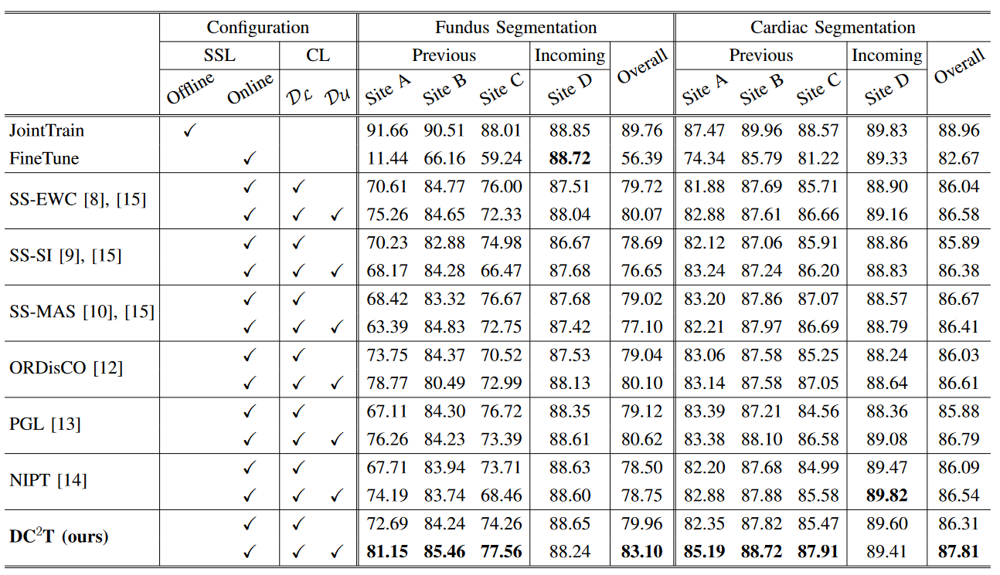 Configuration Fundus Segmentation Cardiac Segmentation
SSL CL Previous Incoming Overall Previous Incoming Overall
Offline Online 𝒟_ℒ 𝒟_𝒰 Site A Site B Site C Site D Site A Site B Site C Site D
JointTrain ✓ 91.66 90.51 88.01 88.85 89.76 87.47 89.96 88.57 89.83 88.96
FineTune ✓ 11.44 66.16 59.24 88.72 56.39 74.34 85.79 81.22 89.33 82.67
SS-EWC [8], [15] ✓ ✓ 70.61 84.77 76.00 87.51 79.72 81.88 87.69 85.71 88.90 86.04
✓ ✓ ✓ 75.26 84.65 72.33 88.04 80.07 82.88 87.61 86.66 89.16 86.58
SS-SI [9], [15] ✓ ✓ 70.23 82.88 74.98 86.67 78.69 82.12 87.06 85.91 88.86 85.89
✓ ✓ ✓ 68.17 84.28 66.47 87.68 76.65 83.24 87.24 86.20 88.83 86.38
SS-MAS [10], [15] ✓ ✓ 68.42 83.32 76.67 87.68 79.02 83.20 87.86 87.07 88.57 86.67
✓ ✓ ✓ 63.39 84.83 72.75 87.42 77.10 82.21 87.97 86.69 88.79 86.41
ORDisCO [12] ✓ ✓ 73.75 84.37 70.52 87.53 79.04 83.06 87.58 85.25 88.24 86.03
✓ ✓ ✓ 78.77 80.49 72.99 88.13 80.10 83.14 87.58 87.05 88.64 86.61
PGL [13] ✓ ✓ 67.11 84.30 76.72 88.35 79.12 83.39 87.21 84.56 88.36 85.88
✓ ✓ ✓ 76.26 84.23 73.39 88.61 80.62 83.38 88.10 86.58 89.08 86.79
NIPT [14] ✓ ✓ 67.71 83.94 73.71 88.63 78.50 82.20 87.68 84.99 89.47 86.09
✓ ✓ ✓ 74.19 83.74 68.46 88.60 78.75 82.88 87.88 85.58 89.82 86.54
DC²T (ours) ✓ ✓ 72.69 84.24 74.26 88.65 79.96 82.35 87.82 85.47 89.60 86.31
✓ ✓ ✓ 81.15 85.46 77.56 88.24 83.10 85.19 88.72 87.91 89.41 87.81